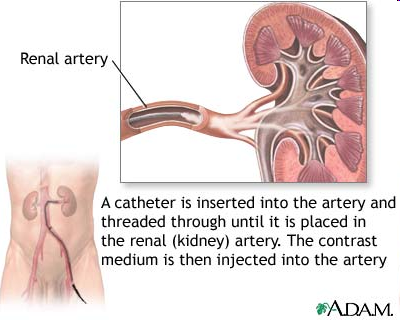 Renal artery
A catheter is inserted into the artery and
threaded through until it is placed in
the renal (kidney) artery. The contrast
medium is then injected into the artery
A.D.A.M.